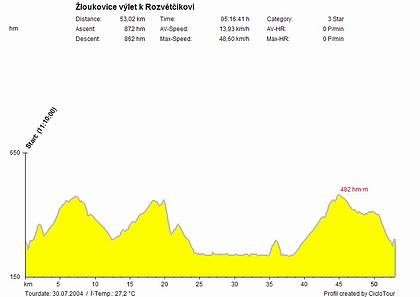 Žloukovice výlet k Rozvětčíkovi
Distance: 53,02 km Rozvětčíkovi Time: 05:16:41 h Category: 3 Star
Ascent: 872 hm AV-Speed: 13,93 km/h AV-HR: 0 P/min
Descent: 862 hm Max-Speed: 48,60 km/h Max-HR: 0 P/min
hm
Start: (11:10:00)
650
482 hm m
150
km 5 10 15 20 25 30 35 40 45 50
Tourdate: 30.07.2004 / I-Temp.: 27,2 °C Profil created by CicloTour